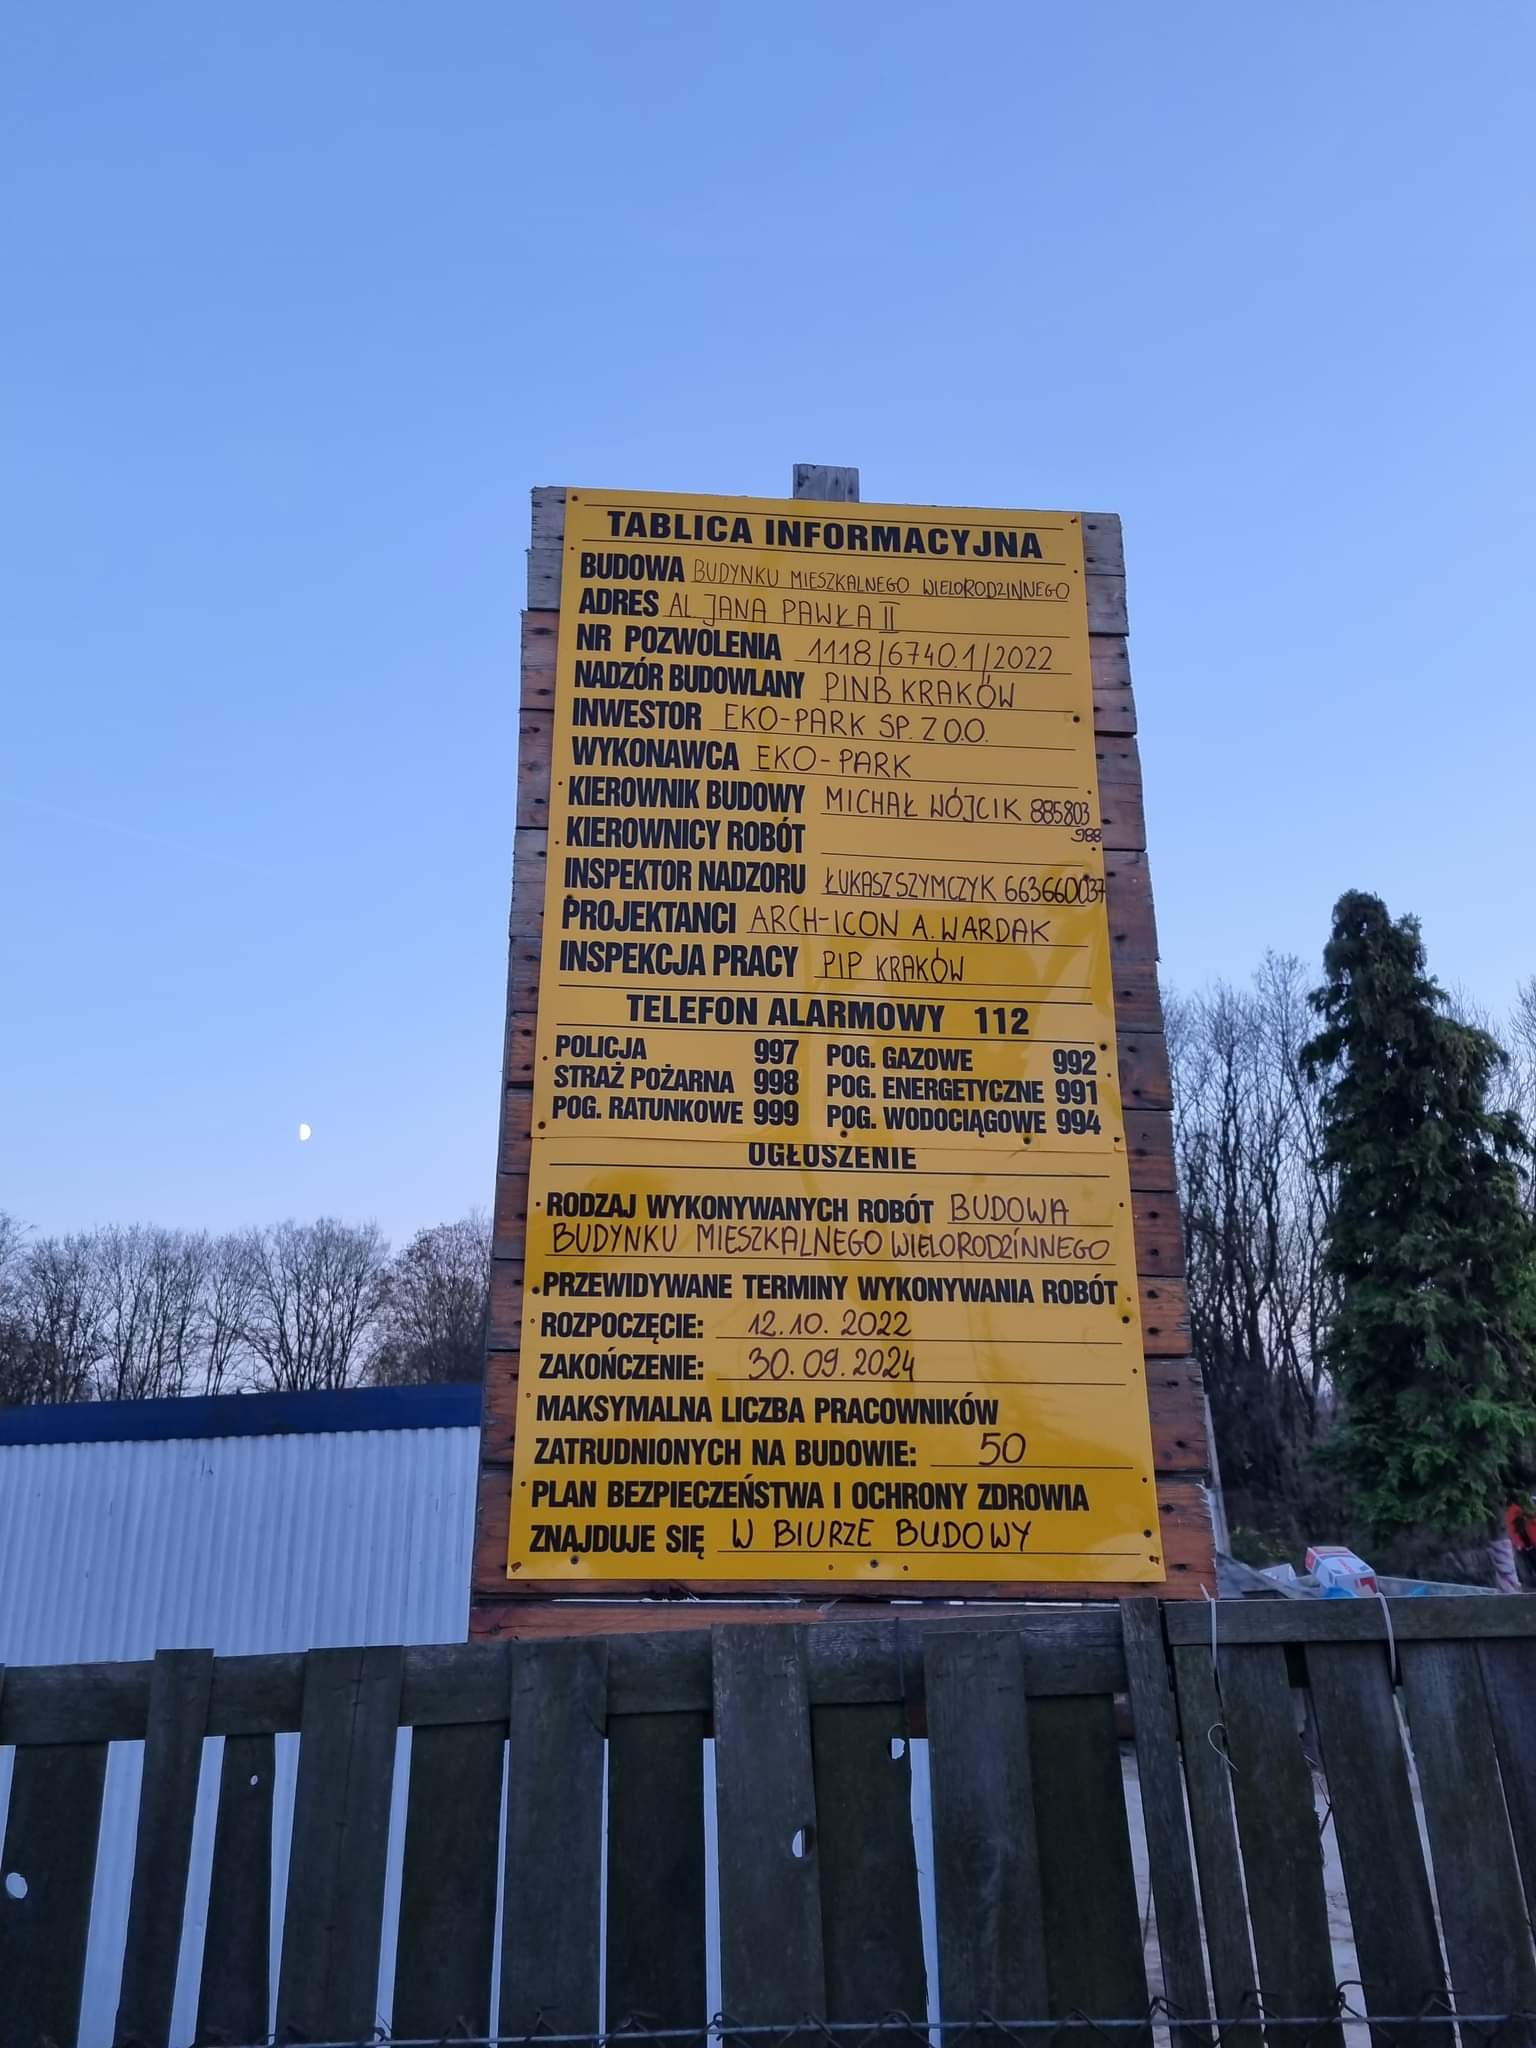 TABLICA INFORMACYJNA
BUDOWA BUDYNKU MIESZKALNEGO WIELORODZINNEGO
ADRES AL JANA PAWŁA II
NR POZWOLENIA 1118/6740.1/2022
NADZÓR BUDOWLANY PINB KRAKÓW
INWESTOR EKO-PARK SP. Z O.O.
WYKONAWCA EKO-PARK
KIEROWNIK BUDOWY MICHAŁ WÓJCIK 885803
988
KIEROWNICY ROBÓT
INSPEKTOR NADZORU ŁUKASZ SZYMCZYK 663660037
PROJEKTANCI ARCH-ICON A. WARDAK
INSPEKCJA PRACY PIP KRAKÓW
TELEFON ALARMOWY 112
POLICJA 997 POG. GAZOWE 992
STRAŻ POŻARNA 998 POG. ENERGETYCZNE 991
POG. RATUNKOWE 999 POG. WODOCIĄGOWE 994
OGŁOSZENIE
RODZAJ WYKONYWANYCH ROBÓT BUDOWA
BUDYNKU MIESZKALNEGO WIELORODZINNEGO
PRZEWIDYWANE TERMINY WYKONYWANIA ROBÓT
ROZPOCZĘCIE: 12.10.2022
ZAKOŃCZENIE: 30.09.2024
MAKSYMALNA LICZBA PRACOWNIKÓW
ZATRUDNIONYCH NA BUDOWIE: 50
PLAN BEZPIECZEŃSTWA I OCHRONY ZDROWIA
ZNAJDUJE SIĘ W BIURZE BUDOWY